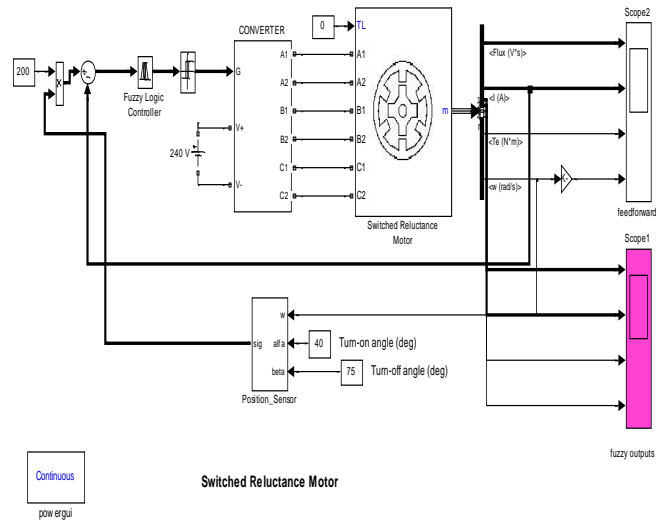 Scope2
CONVERTER
0
TL
A1
A1
<Flux (V*s)>
200
G
A2
A2
<I (A)>
x
Fuzzy Logic
Controller
B1
B1
m
V+
B2
B2
<Te (N*m)>
240 V
C1
C1
<w (rad/s)>
V-
C2
C2
feedforward
Switched Reluctance
Motor
Scope1
w
sig
alfa
40
Turn-on angle (deg)
beta
75
Turn-off angle (deg)
Position_Sensor
fuzzy outputs
Continuous
Switched Reluctance Motor
powergui